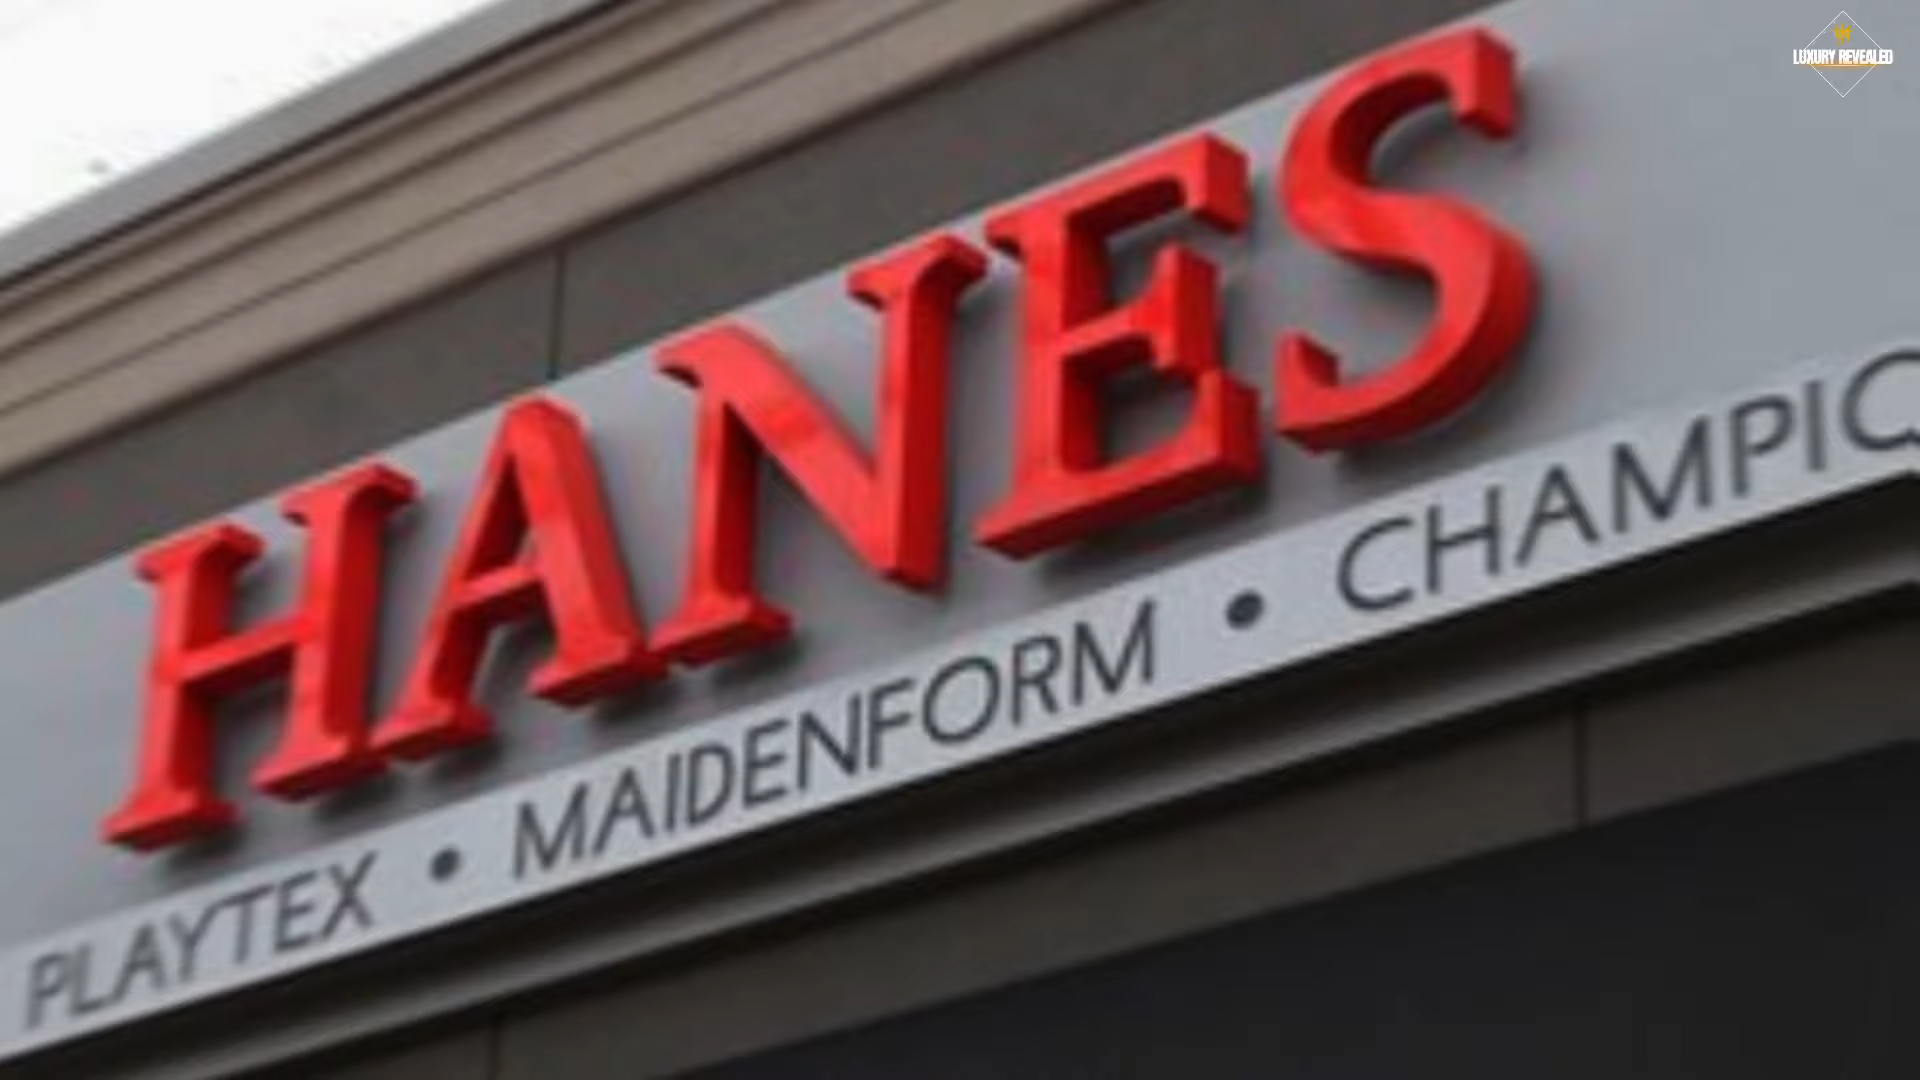 LUXURY REVEALED
HANES
PLAYTEX • MAIDENFORM • CHAMPIO